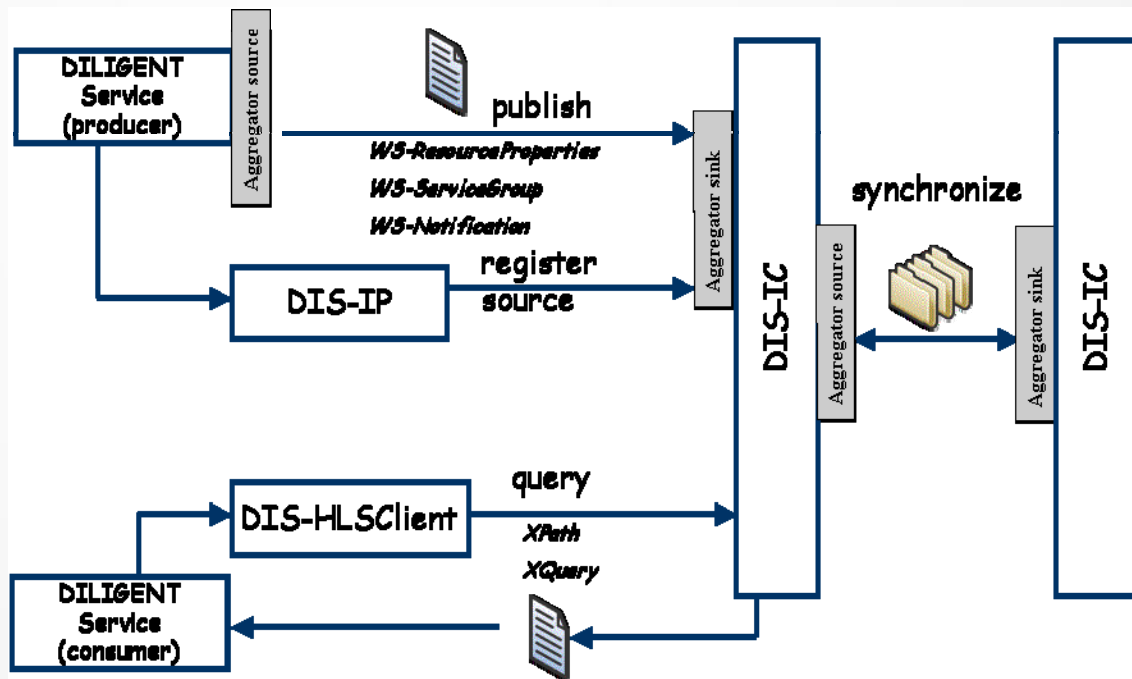 DILIGENT
Service
(producer)
Aggregator source
publish
WS-ResourceProperties
WS-ServiceGroup
WS-Notification
Aggregator sink
DIS-IC
synchronize
Aggregator source
Aggregator sink
DIS-IC
DIS-IP
register
source
DIS-HLSClient
query
XPath
XQuery
DILIGENT
Service
(consumer)